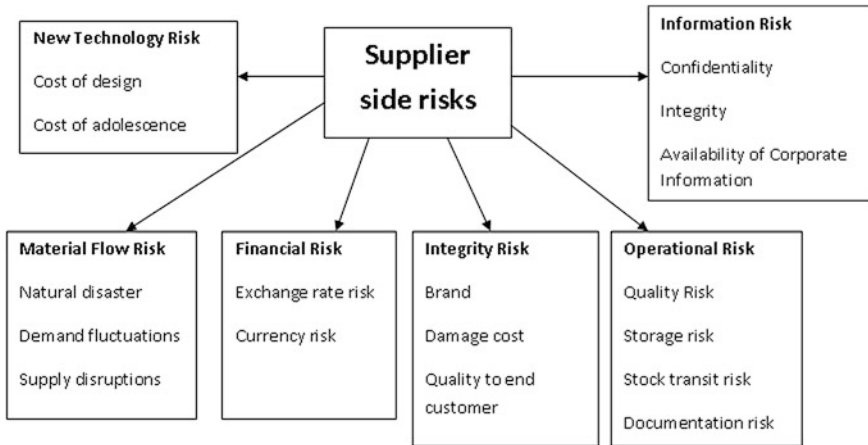 New Technology Risk
Cost of design
Cost of adolescence
Supplier
side risks
Information Risk
Confidentiality
Integrity
Availability of Corporate
Information
Material Flow Risk
Natural disaster
Demand fluctuations
Supply disruptions
Financial Risk
Exchange rate risk
Currency risk
Integrity Risk
Brand
Damage cost
Quality to end
customer
Operational Risk
Quality Risk
Storage risk
Stock transit risk
Documentation risk